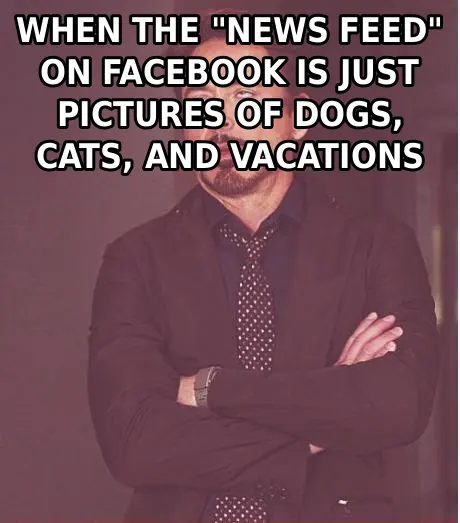 WHEN THE "NEWS FEED"
ON FACEBOOK IS JUST
PICTURES OF DOGS,
CATS, AND VACATIONS